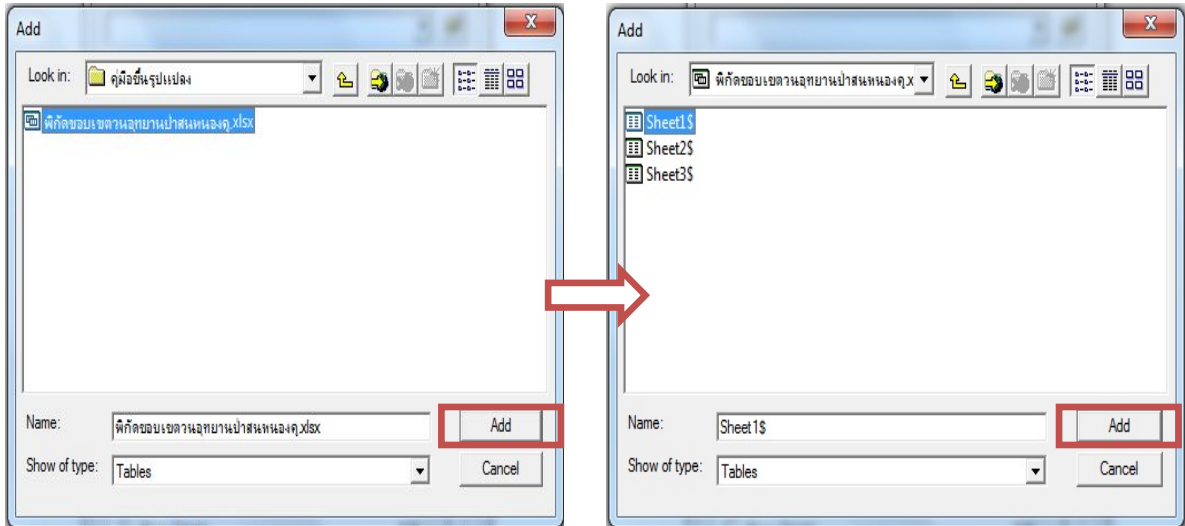 Add
Look in: คู่มือขึ้นรูปแปลง
พิกัดขอบเขตวนอุทยานป่าสนหนองคู.xlsx
Name: พิกัดขอบเขตวนอุทยานป่าสนหนองคู.xlsx Add
Show of type: Tables Cancel
Add
Look in: พิกัดขอบเขตวนอุทยานป่าสนหนองคู.x
Sheet1$
Sheet2$
Sheet3$
Name: Sheet1$ Add
Show of type: Tables Cancel